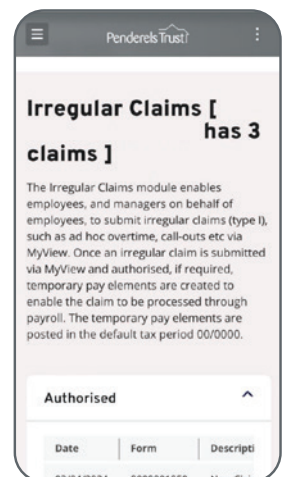 Penderels Trust
Irregular Claims [
has 3
claims ]
The Irregular Claims module enables
employees, and managers on behalf of
employees, to submit irregular claims (type I),
such as ad hoc overtime, call-outs etc via
MyView. Once an irregular claim is submitted
via MyView and authorised, if required,
temporary pay elements are created to
enable the claim to be processed through
payroll. The temporary pay elements are
posted in the default tax period 00/0000.
Authorised
Date Form Descripti